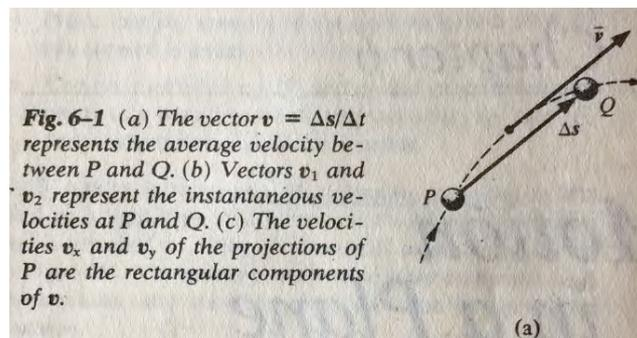 Fig. 6–1 (a) The vector v = Δs/Δt
represents the average velocity be-
tween P and Q. (b) Vectors v₁ and
v₂ represent the instantaneous ve-
locities at P and Q. (c) The veloci-
ties vₓ and vᵧ of the projections of
P are the rectangular components
of v.
v̄
Q
Δs
P
(a)